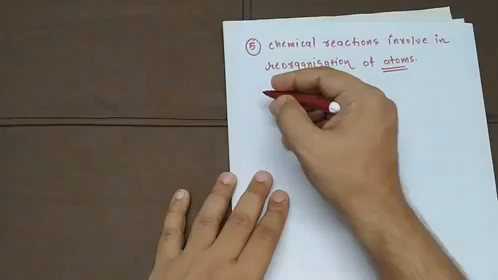 ⑤ chemical reactions involve in
reorganisation of atoms.